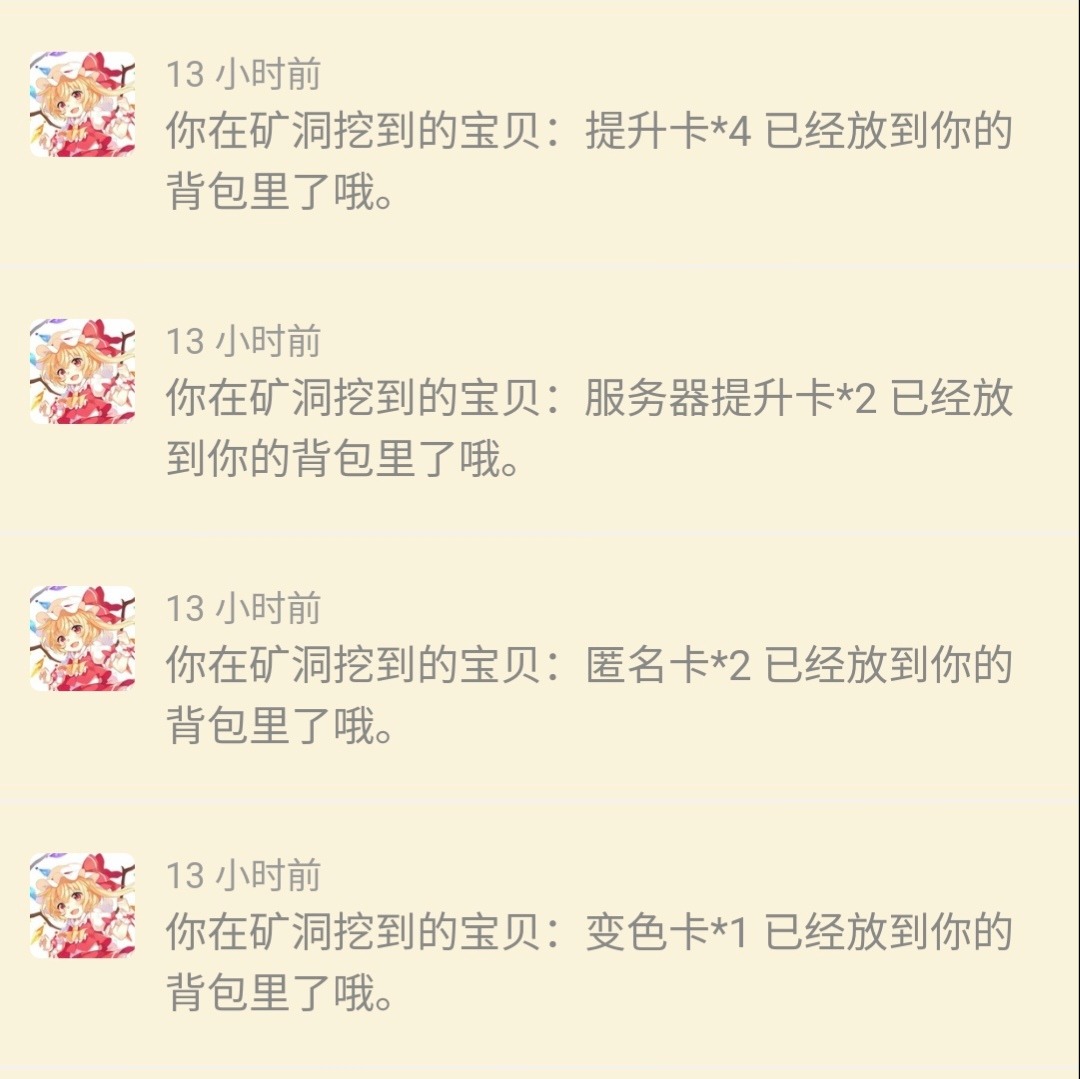 13 小时前
你在矿洞挖到的宝贝：提升卡*4 已经放到你的
背包里了哦。
13 小时前
你在矿洞挖到的宝贝：服务器提升卡*2 已经放
到你的背包里了哦。
13 小时前
你在矿洞挖到的宝贝：匿名卡*2 已经放到你的
背包里了哦。
13 小时前
你在矿洞挖到的宝贝：变色卡*1 已经放到你的
背包里了哦。